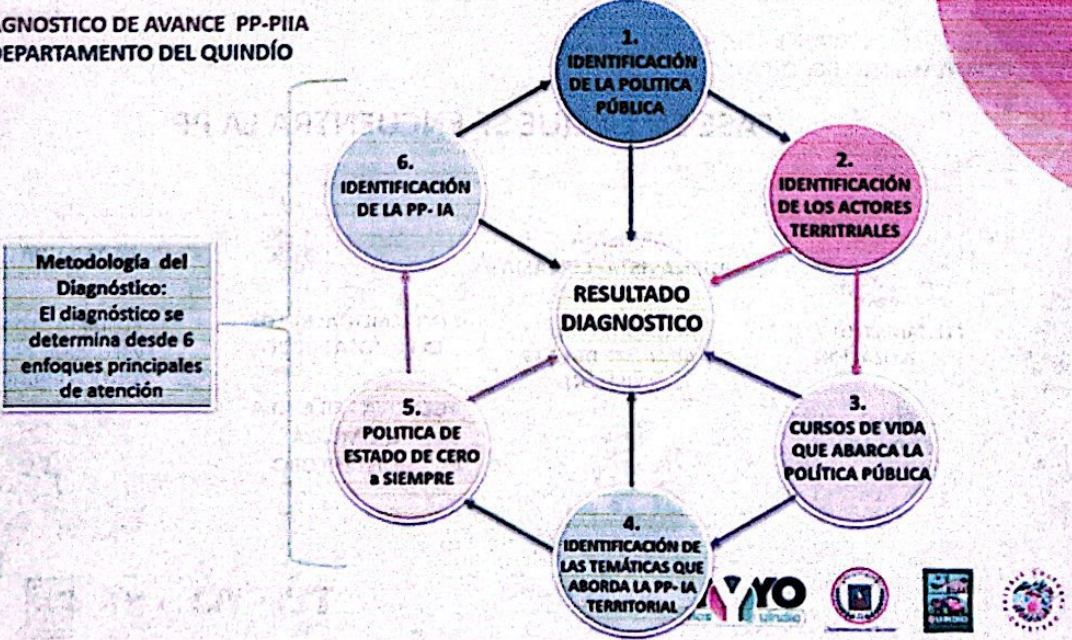 AGNOSTICO DE AVANCE PP-PIIA
DEPARTAMENTO DEL QUINDÍO
1.
IDENTIFICACIÓN
DE LA POLITICA
PÚBLICA
2.
IDENTIFICACIÓN
DE LOS ACTORES
TERRITRIALES
3.
CURSOS DE VIDA
QUE ABARCA LA
POLÍTICA PÚBLICA
4.
IDENTIFICACIÓN DE
LAS TEMÁTICAS QUE
ABORDA LA PP- IA
TERRITORIAL
5.
POLITICA DE
ESTADO DE CERO
a SIEMPRE
6.
IDENTIFICACIÓN
DE LA PP- IA
RESULTADO
DIAGNOSTICO
Metodología del
Diagnóstico:
El diagnóstico se
determina desde 6
enfoques principales
de atención
YO